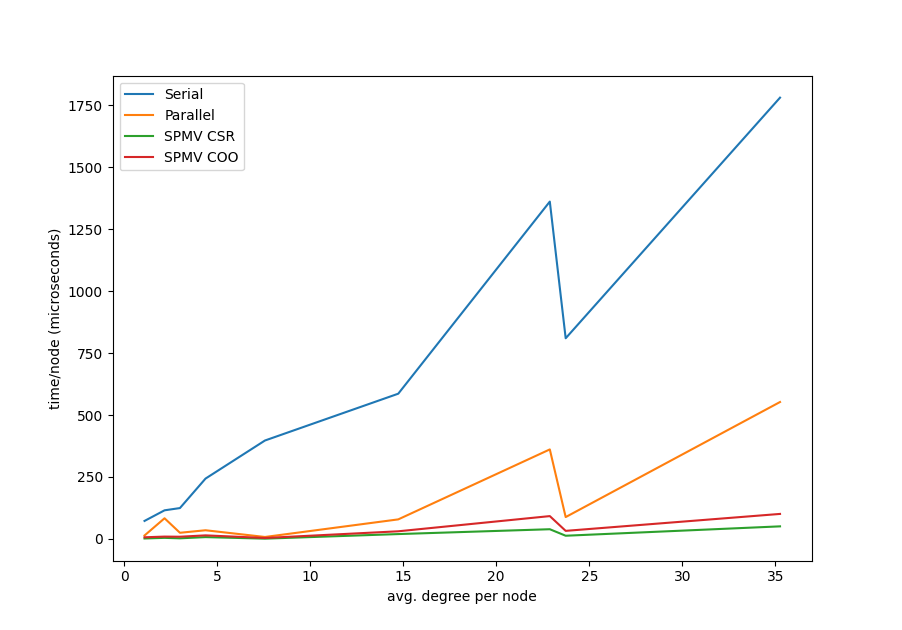 Serial
Parallel
SPMV CSR
SPMV COO
time/node (microseconds)
1750
1500
1250
1000
750
500
250
0
0 5 10 15 20 25 30 35
avg. degree per node